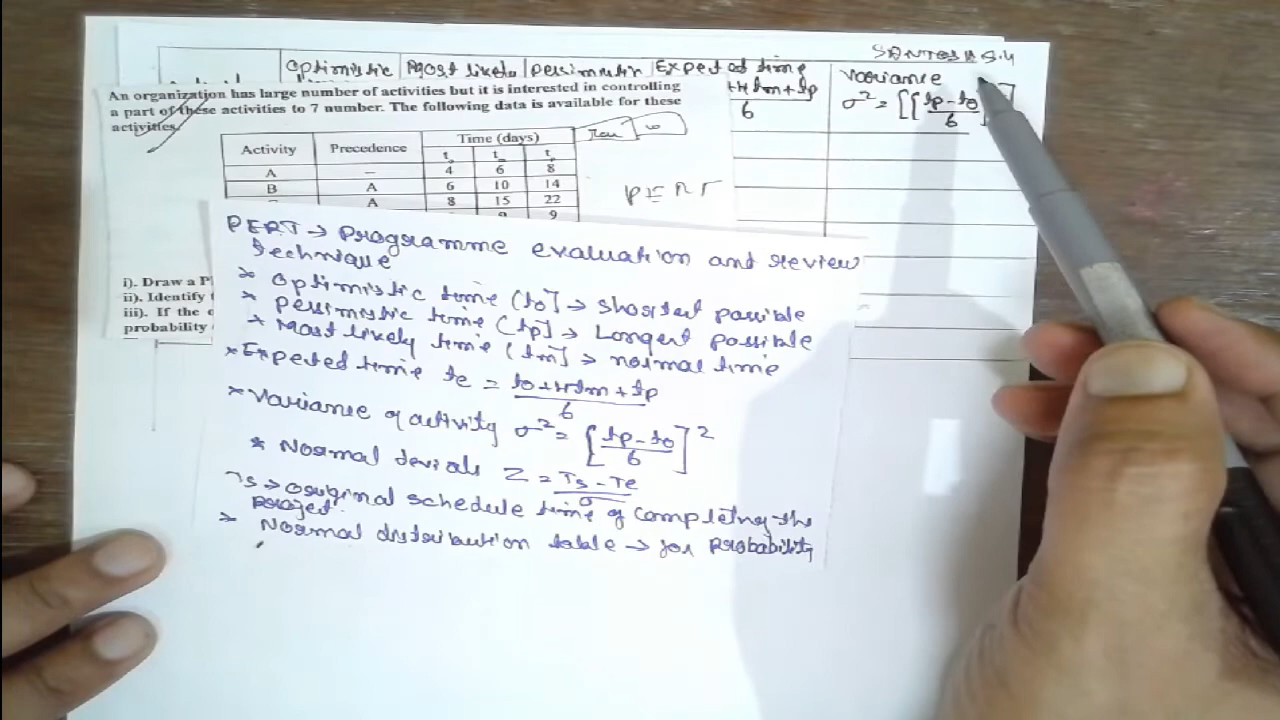 SANTOSH S.Y
Optimistic Most likely pessimistic Expected time
Variance
+4tm+tp
6
σ² = [[tp-to
6
]
An organization has large number of activities but it is interested in controlling
a part of these activities to 7 number. The following data is available for these
activities.
Activity Precedence Time (days)
t t t
A – 4 6 8
B A 6 10 14
A 8 15 22
9 9
PERT
i). Draw a P
ii). Identify
iii). If the
probability
PERT → Programme evaluation and review
technique
* Optimistic time (to) → shortest possible
* pessimistic time (tp) → Longest possible
* Most likely time (tm) → normal time
* Expected time te = to+4tm+tp
6
* Variance of activity σ² = [tp-to
6
]²
* Normal deviate Z = Ts - Te
σ
Ts → original schedule time of completing the
project.
* Normal distribution table → for probability